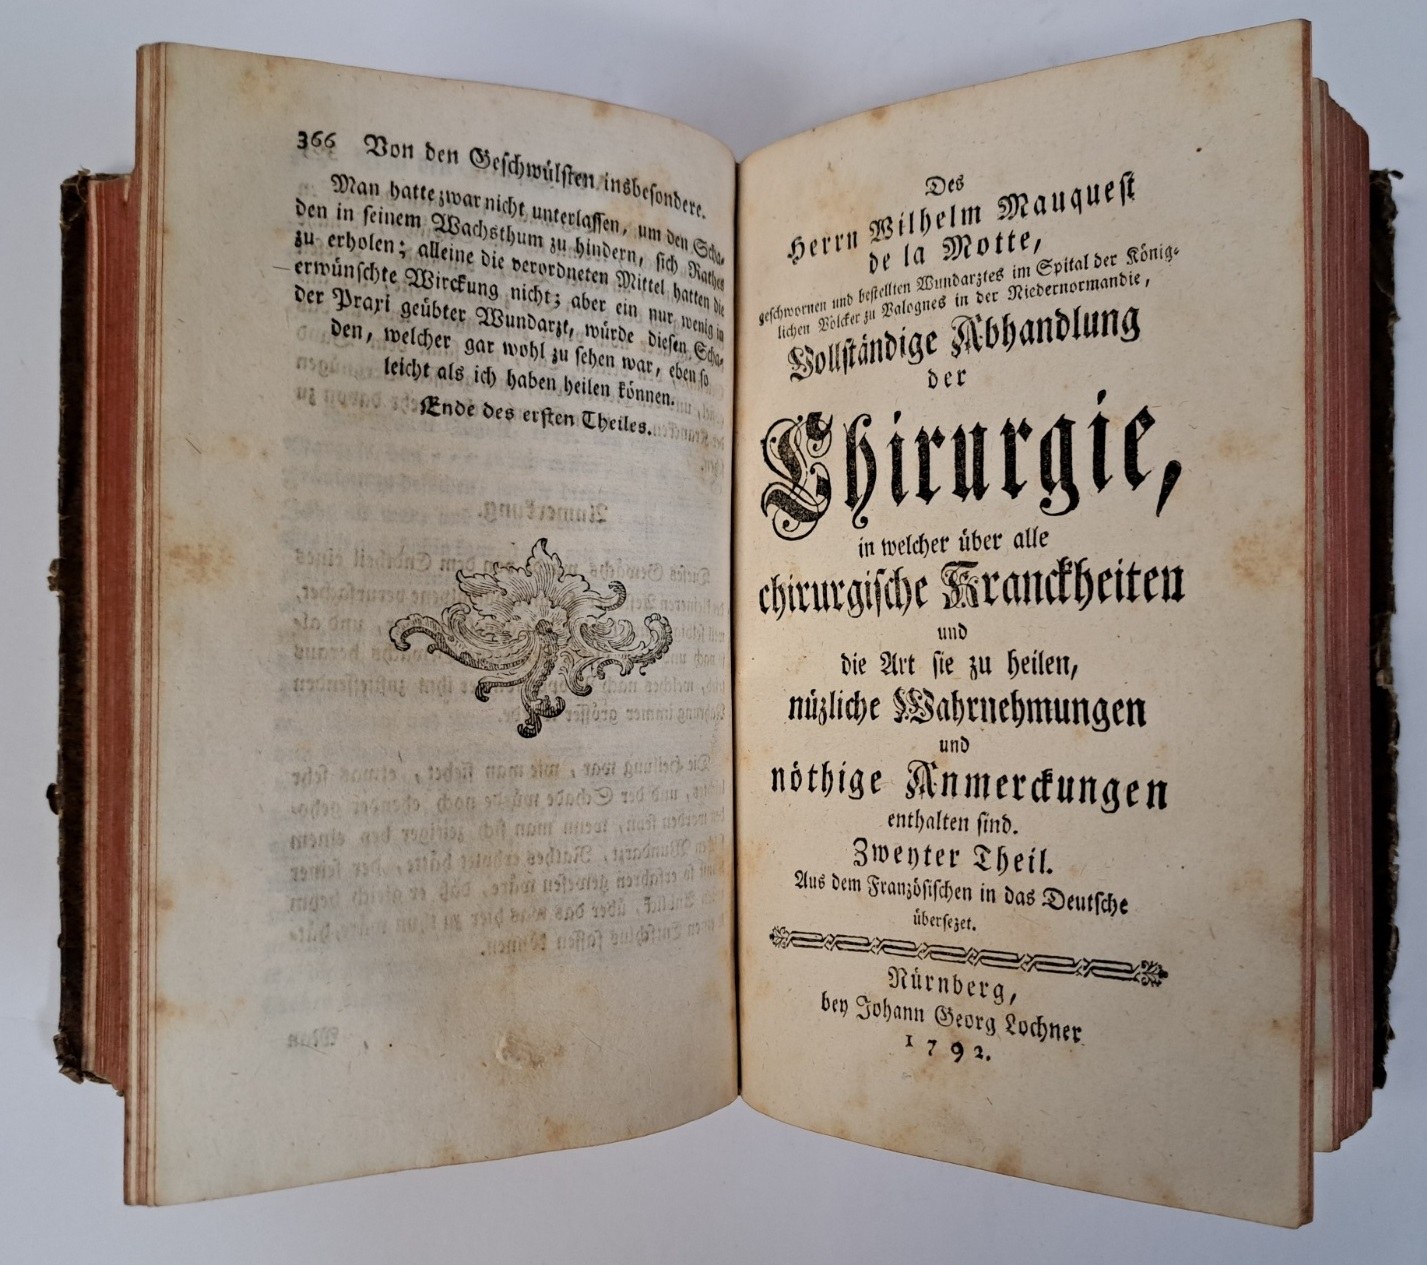 366 Von den Geschwülsten insbesondere.
Man hatte zwar nicht unterlassen, um den Scha-
den in seinem Wachsthum zu hindern, sich Rathes
zu erholen; alleine die verordneten Mittel hatten die
erwünschte Wirckung nicht; aber ein nur wenig in
der Praxi geübter Wundarzt, würde diesen Scha-
den, welcher gar wohl zu sehen war, eben so
leicht als ich haben heilen können.
Ende des ersten Theiles.
Des
Herrn Wilhelm Mauquest
de la Motte,
geschwornen und bestellten Wundarztes im Spital der König-
lichen Völcker zu Valognes in der Niedernormandie,
Vollständige Abhandlung
der
Chirurgie,
in welcher über alle
chirurgische Kranckheiten
und
die Art sie zu heilen,
nüzliche Wahrnehmungen
und
nöthige Anmerckungen
enthalten sind.
Zweyter Theil.
Aus dem Französischen in das Deutsche
übersezet.
Nürnberg,
bey Johann Georg Lochner
1792.